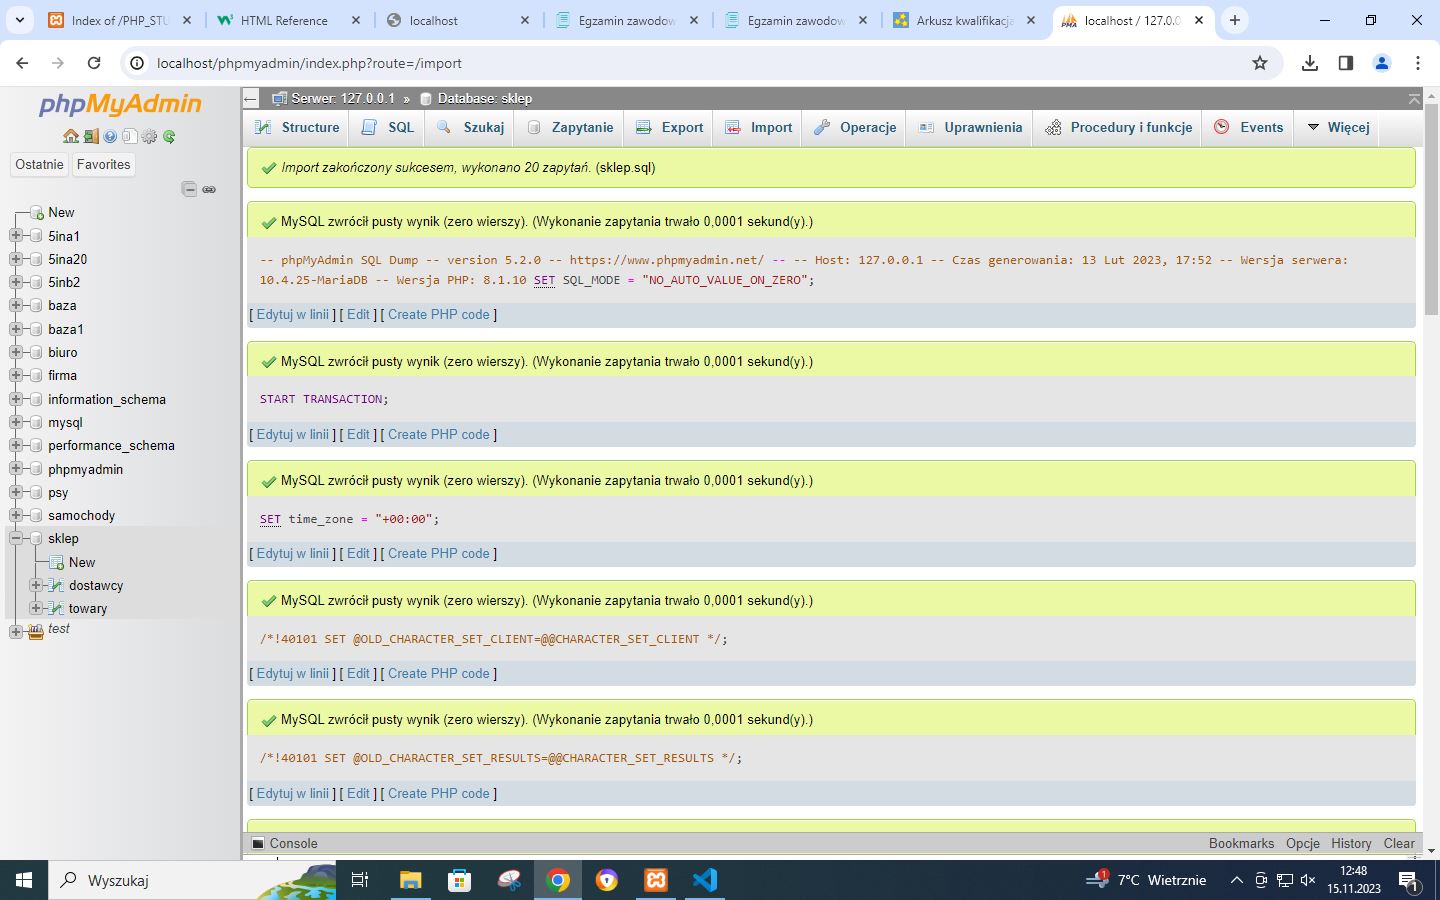 Index of /PHP_STU
HTML Reference
localhost
Egzamin zawodow
Egzamin zawodow
Arkusz kwalifikacja
localhost / 127.0.0
localhost/phpmyadmin/index.php?route=/import
phpMyAdmin
Ostatnie
Favorites
New
5ina1
5ina20
5inb2
baza
baza1
biuro
firma
information_schema
mysql
performance_schema
phpmyadmin
psy
samochody
sklep
New
dostawcy
towary
test
Serwer: 127.0.0.1 » Database: sklep
Structure
SQL
Szukaj
Zapytanie
Export
Import
Operacje
Uprawnienia
Procedury i funkcje
Events
Więcej
Import zakończony sukcesem, wykonano 20 zapytań. (sklep.sql)
MySQL zwrócił pusty wynik (zero wierszy). (Wykonanie zapytania trwało 0,0001 sekund(y).)
-- phpMyAdmin SQL Dump -- version 5.2.0 -- https://www.phpmyadmin.net/ -- -- Host: 127.0.0.1 -- Czas generowania: 13 Lut 2023, 17:52 -- Wersja serwera:
10.4.25-MariaDB -- Wersja PHP: 8.1.10 SET SQL_MODE = "NO_AUTO_VALUE_ON_ZERO";
[ Edytuj w linii ] [ Edit ] [ Create PHP code ]
MySQL zwrócił pusty wynik (zero wierszy). (Wykonanie zapytania trwało 0,0001 sekund(y).)
START TRANSACTION;
[ Edytuj w linii ] [ Edit ] [ Create PHP code ]
MySQL zwrócił pusty wynik (zero wierszy). (Wykonanie zapytania trwało 0,0001 sekund(y).)
SET time_zone = "+00:00";
[ Edytuj w linii ] [ Edit ] [ Create PHP code ]
MySQL zwrócił pusty wynik (zero wierszy). (Wykonanie zapytania trwało 0,0001 sekund(y).)
/*!40101 SET @OLD_CHARACTER_SET_CLIENT=@@CHARACTER_SET_CLIENT */;
[ Edytuj w linii ] [ Edit ] [ Create PHP code ]
MySQL zwrócił pusty wynik (zero wierszy). (Wykonanie zapytania trwało 0,0001 sekund(y).)
/*!40101 SET @OLD_CHARACTER_SET_RESULTS=@@CHARACTER_SET_RESULTS */;
[ Edytuj w linii ] [ Edit ] [ Create PHP code ]
Console
Bookmarks Opcje History Clear
Wyszukaj
1
7°C Wietrznie
12:48
15.11.2023
1